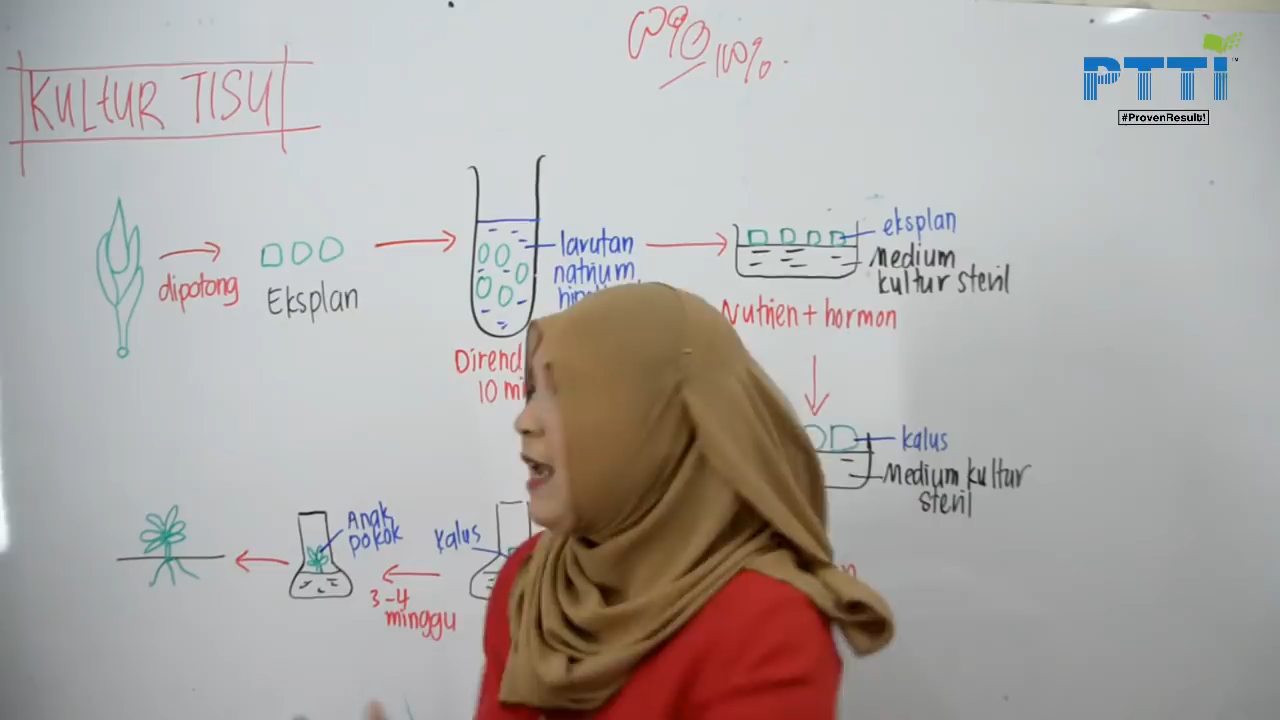 100%
PTTI
#ProvenResult!
KULTUR TISU
dipotong
Eksplan
larutan
natrium
eksplan
medium
kultur steril
Nutrien + hormon
10
kalus
Medium kultur
steril
Anak
pokok
kalus
3-4
minggu